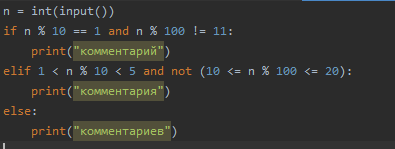 n = int(input())
if n % 10 == 1 and n % 100 != 11:
    print("комментарий")
elif 1 < n % 10 < 5 and not (10 <= n % 100 <= 20):
    print("комментария")
else:
    print("комментариев")